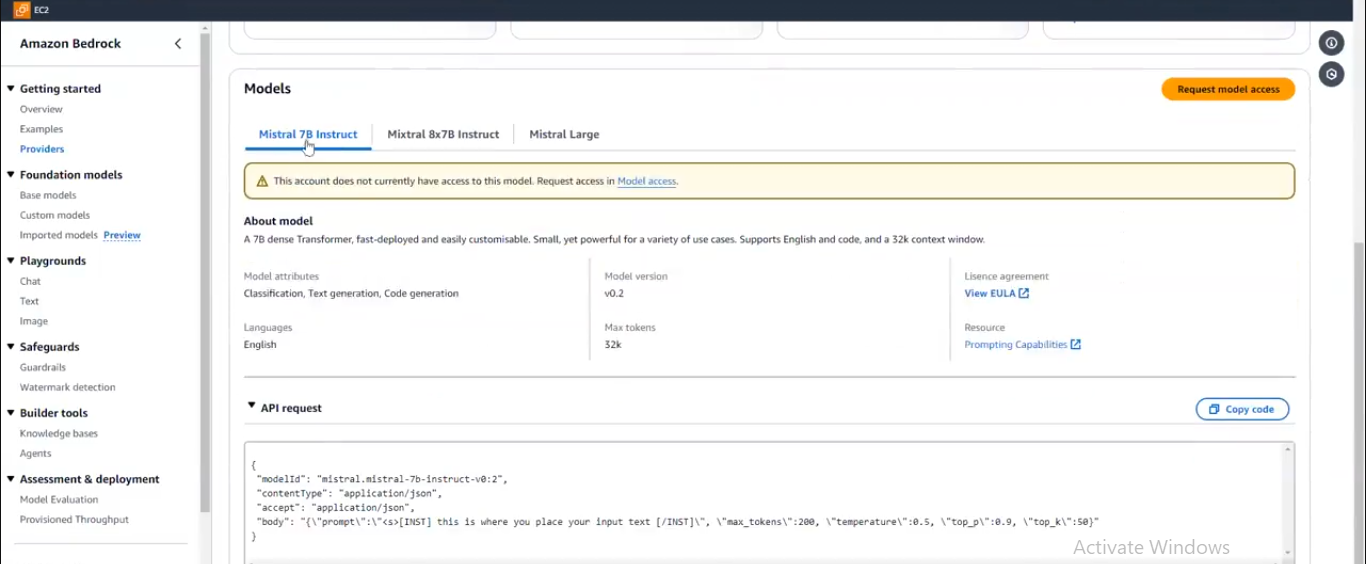 EC2
Amazon Bedrock
Getting started
Overview
Examples
Providers
Foundation models
Base models
Custom models
Imported models Preview
Playgrounds
Chat
Text
Image
Safeguards
Guardrails
Watermark detection
Builder tools
Knowledge bases
Agents
Assessment & deployment
Model Evaluation
Provisioned Throughput
Models
Request model access
Mistral 7B Instruct
Mixtral 8x7B Instruct
Mistral Large
This account does not currently have access to this model. Request access in Model access.
About model
A 7B dense Transformer, fast-deployed and easily customisable. Small, yet powerful for a variety of use cases. Supports English and code, and a 32k context window.
Model attributes
Classification, Text generation, Code generation
Languages
English
Model version
v0.2
Max tokens
32k
Lisence agreement
View EULA
Resource
Prompting Capabilities
API request
Copy code
{
"modelId": "mistral.mistral-7b-instruct-v0:2",
"contentType": "application/json",
"accept": "application/json",
"body": "{\"prompt\":\"<s>[INST] this is where you place your input text [/INST]\", \"max_tokens\":200, \"temperature\":0.5, \"top_p\":0.9, \"top_k\":50}"
}
Activate Windows